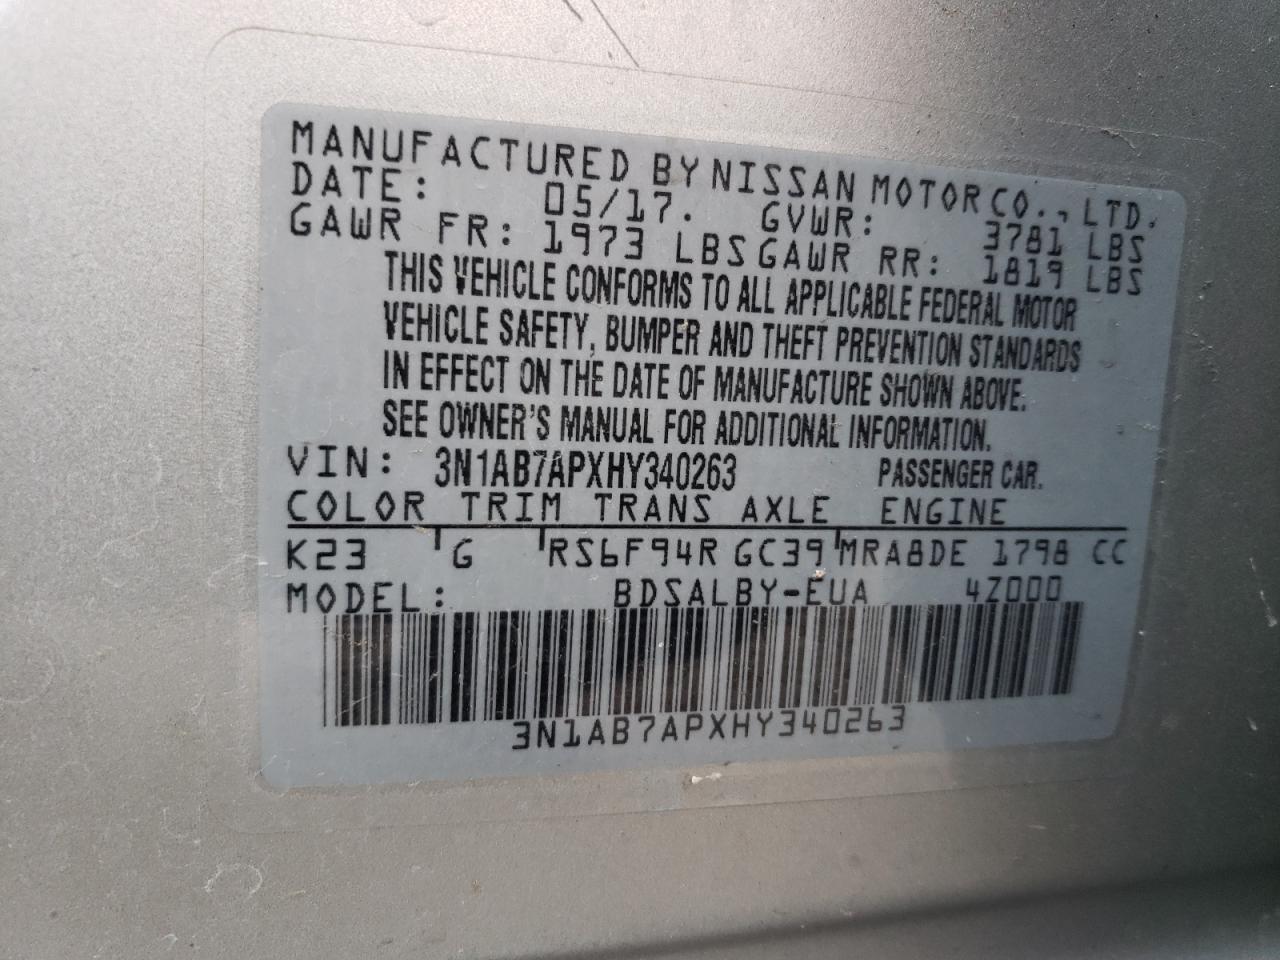 MANUFACTURED BY NISSAN MOTOR CO., LTD.
DATE: 05/17. GVWR: 3781 LBS
GAWR FR: 1973 LBS GAWR RR: 1819 LBS
THIS VEHICLE CONFORMS TO ALL APPLICABLE FEDERAL MOTOR
VEHICLE SAFETY, BUMPER AND THEFT PREVENTION STANDARDS
IN EFFECT ON THE DATE OF MANUFACTURE SHOWN ABOVE.
SEE OWNER'S MANUAL FOR ADDITIONAL INFORMATION.
VIN: 3N1AB7APXHY340263 PASSENGER CAR.
COLOR TRIM TRANS AXLE ENGINE
K23 G RS6F94R GC39 MRA8DE 1798 CC
MODEL: BDSALBY-EUA 4Z000
3N1AB7APXHY340263